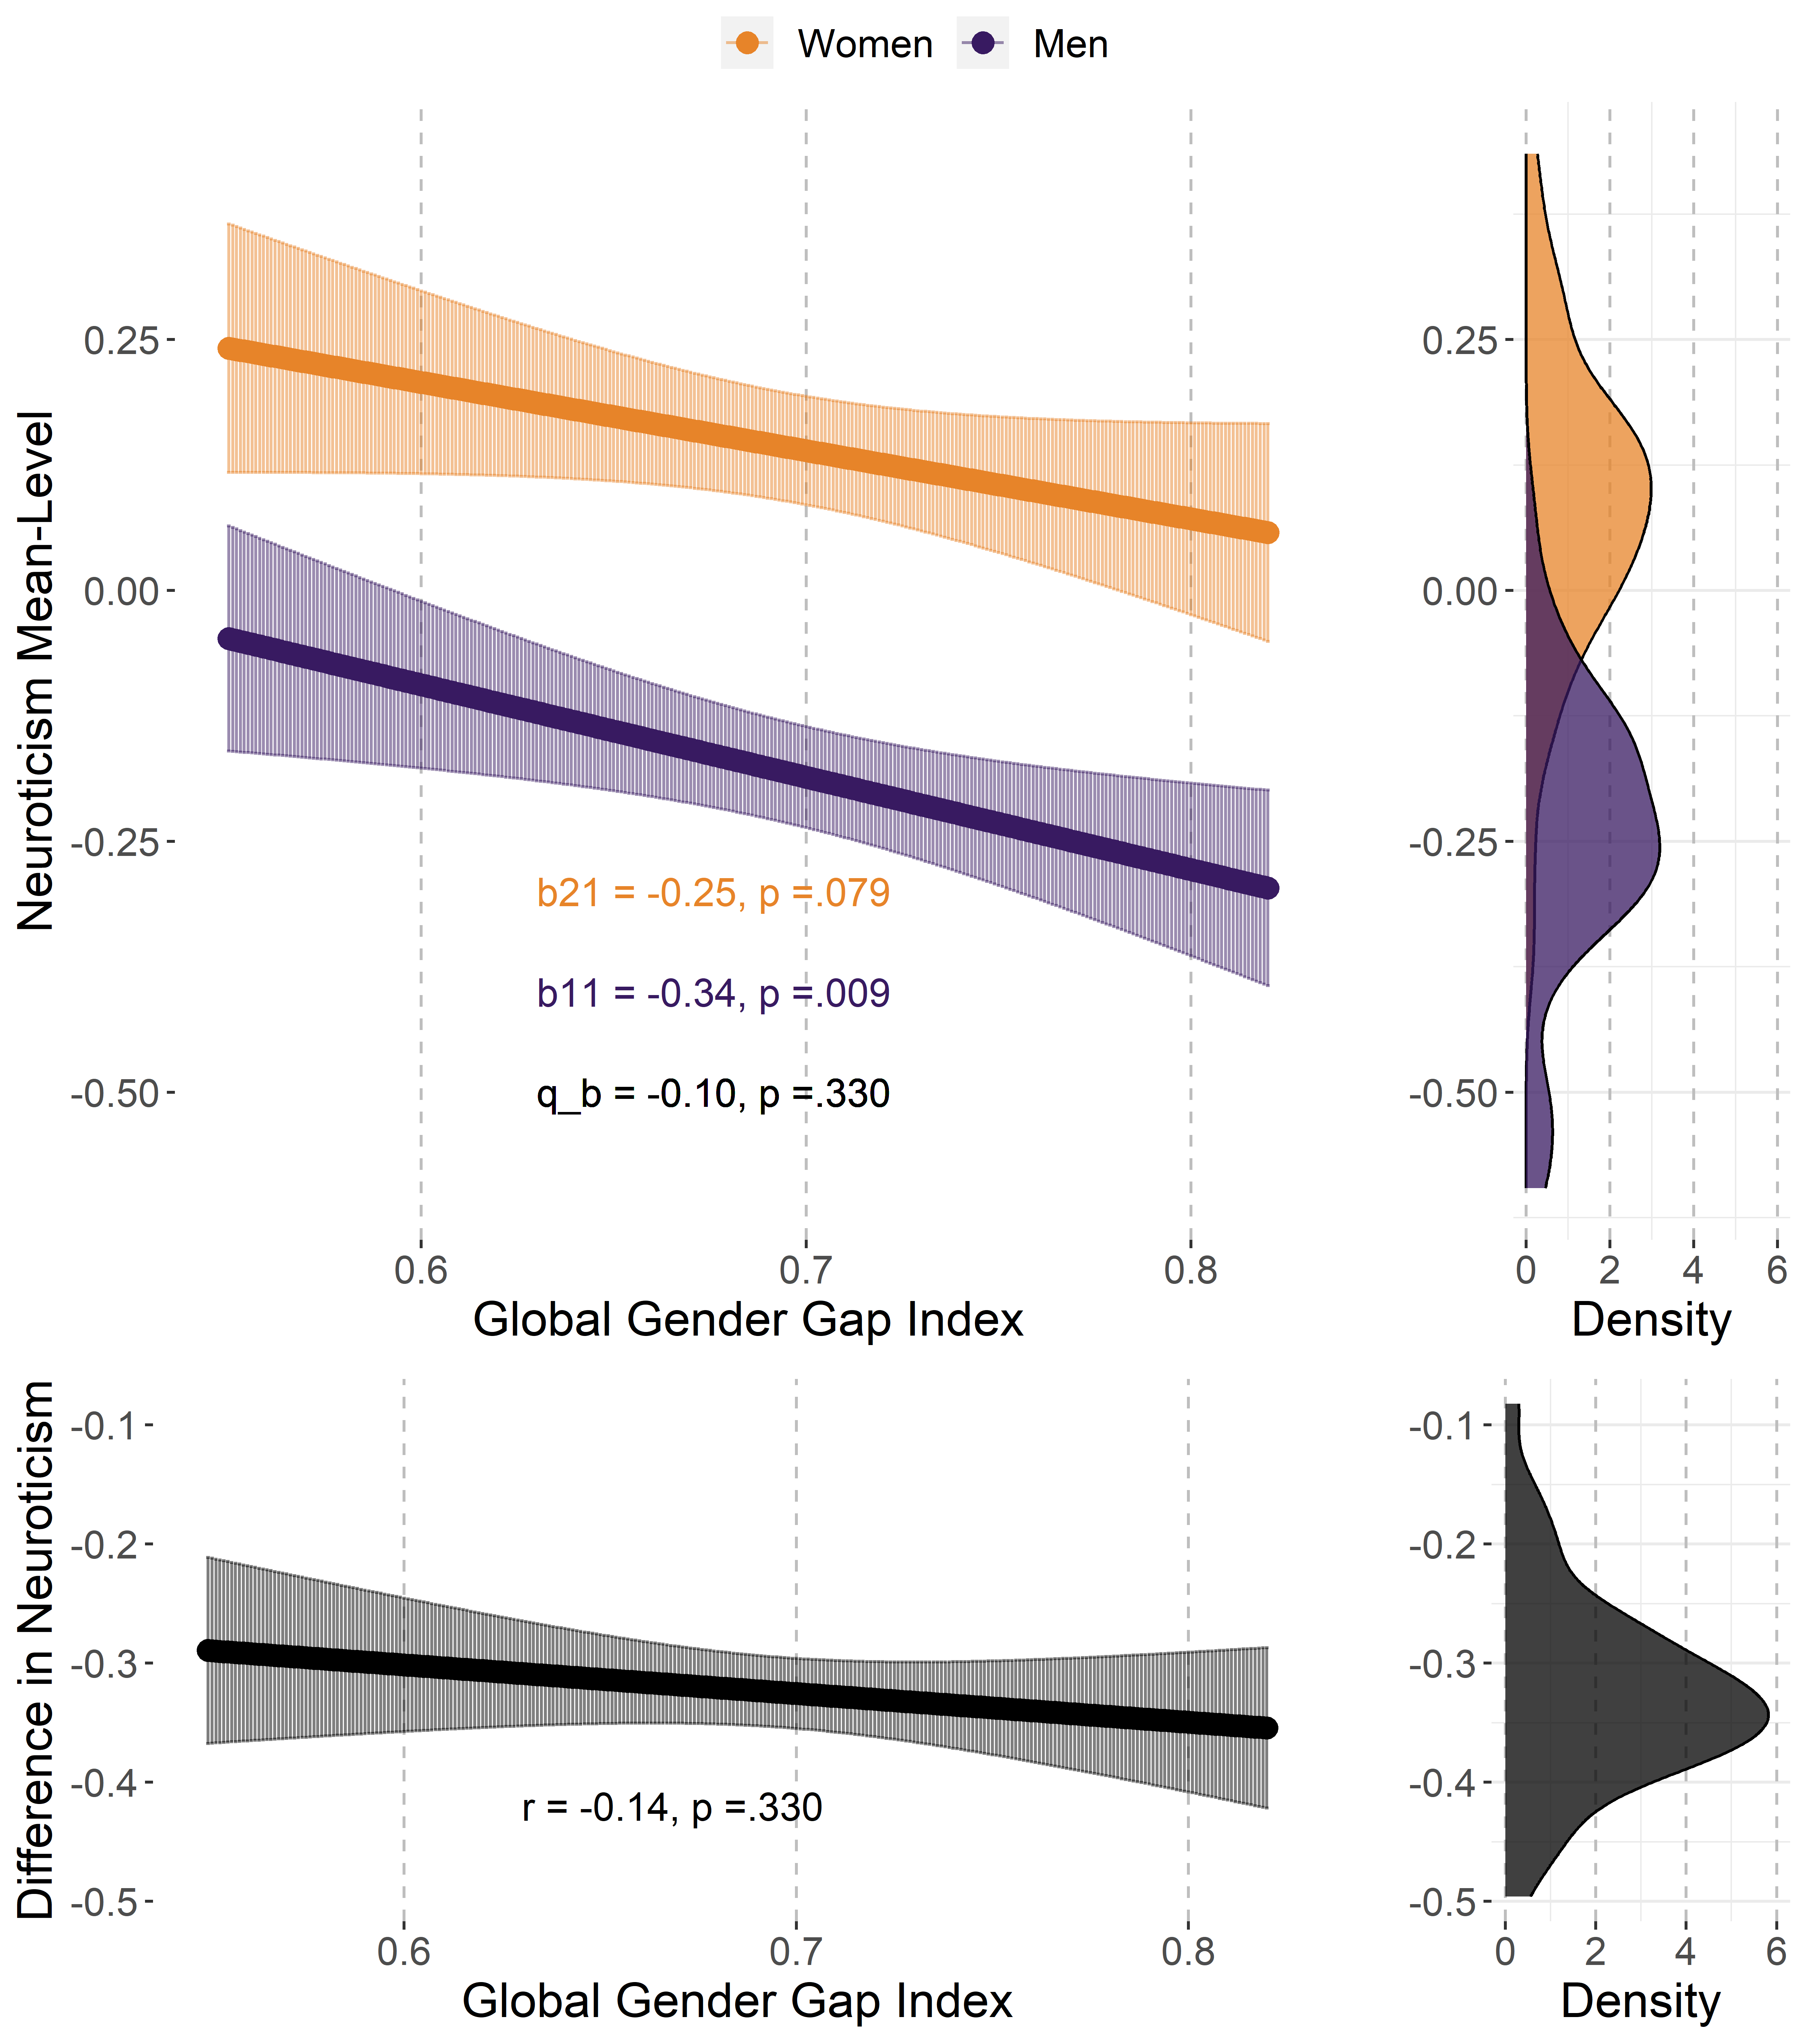 Women Men
Neuroticism Mean-Level
0.25
0.00
-0.25
-0.50
b21 = -0.25, p =.079
b11 = -0.34, p =.009
q_b = -0.10, p =.330
0.6 0.7 0.8
Global Gender Gap Index
0.25
0.00
-0.25
-0.50
0 2 4 6
Density
Difference in Neuroticism
-0.1
-0.2
-0.3
-0.4
-0.5
r = -0.14, p =.330
0.6 0.7 0.8
Global Gender Gap Index
-0.1
-0.2
-0.3
-0.4
-0.5
0 2 4 6
Density